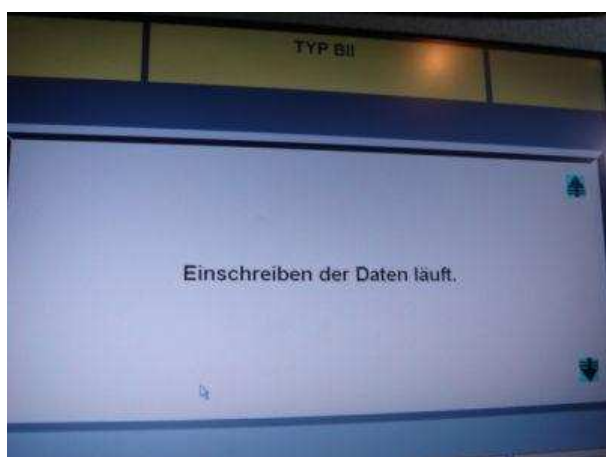 TYP BII
Einschreiben der Daten läuft.